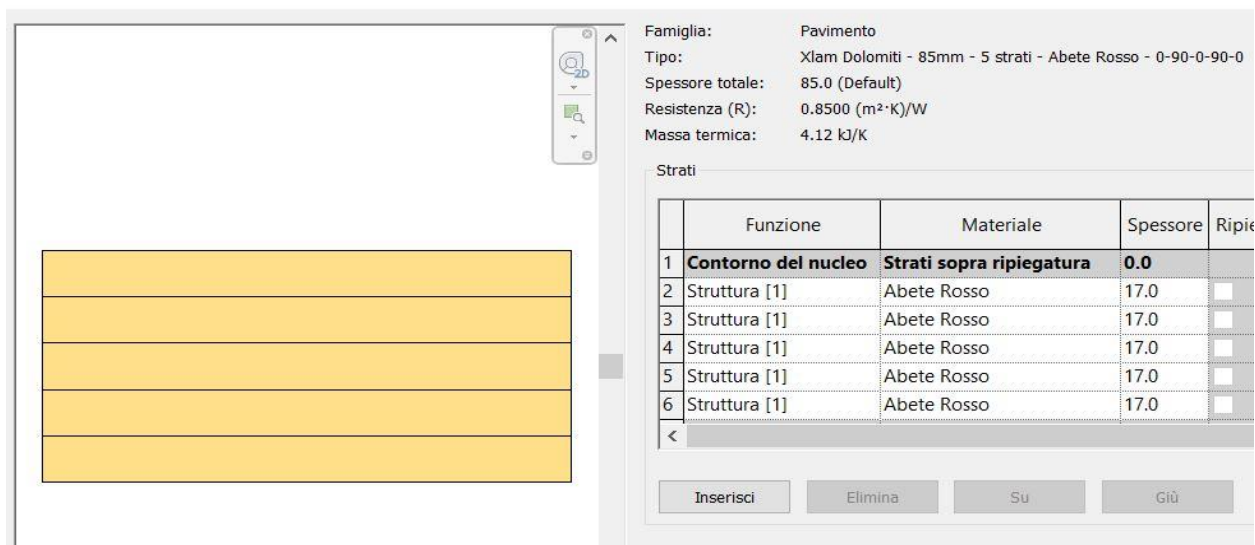 2D
Famiglia: Pavimento
Tipo: Xlam Dolomiti - 85mm - 5 strati - Abete Rosso - 0-90-0-90-0
Spessore totale: 85.0 (Default)
Resistenza (R): 0.8500 (m²·K)/W
Massa termica: 4.12 kJ/K
Strati
Funzione Materiale Spessore Ripie
1 Contorno del nucleo Strati sopra ripiegatura 0.0
2 Struttura [1] Abete Rosso 17.0
3 Struttura [1] Abete Rosso 17.0
4 Struttura [1] Abete Rosso 17.0
5 Struttura [1] Abete Rosso 17.0
6 Struttura [1] Abete Rosso 17.0
Inserisci Elimina Su Giù